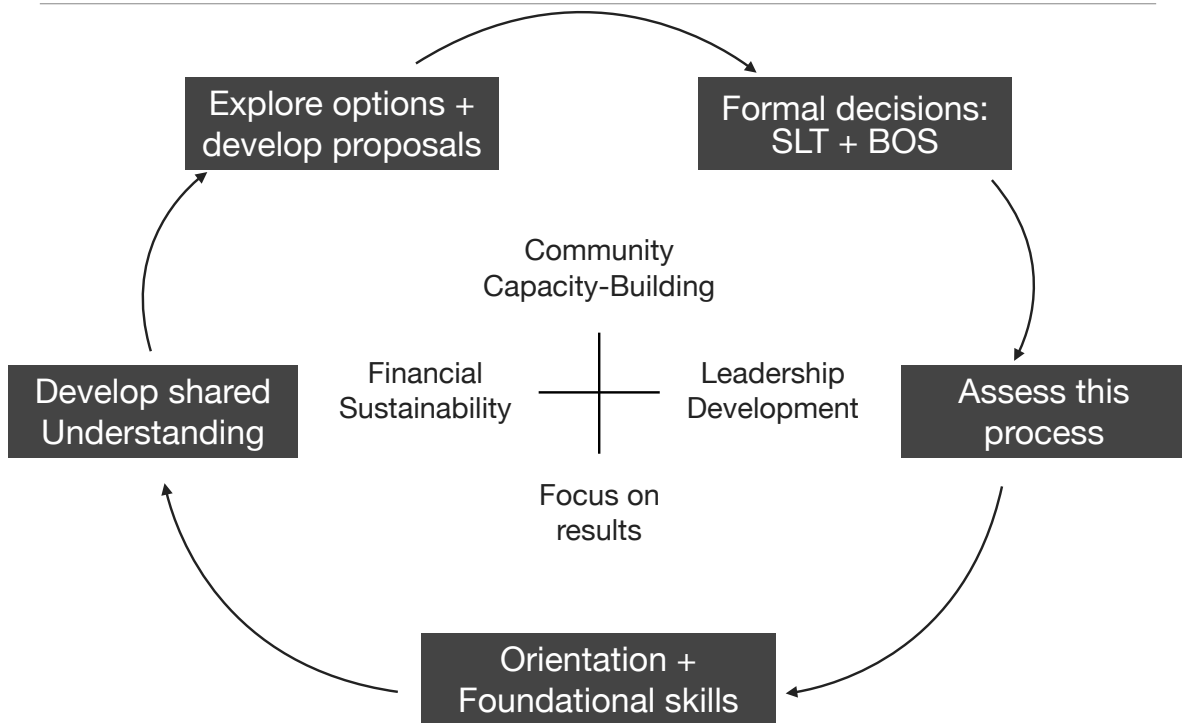 Explore options +
develop proposals
Formal decisions:
SLT + BOS
Community
Capacity-Building
Develop shared
Understanding
Financial
Sustainability
Leadership
Development
Assess this
process
Focus on
results
Orientation +
Foundational skills